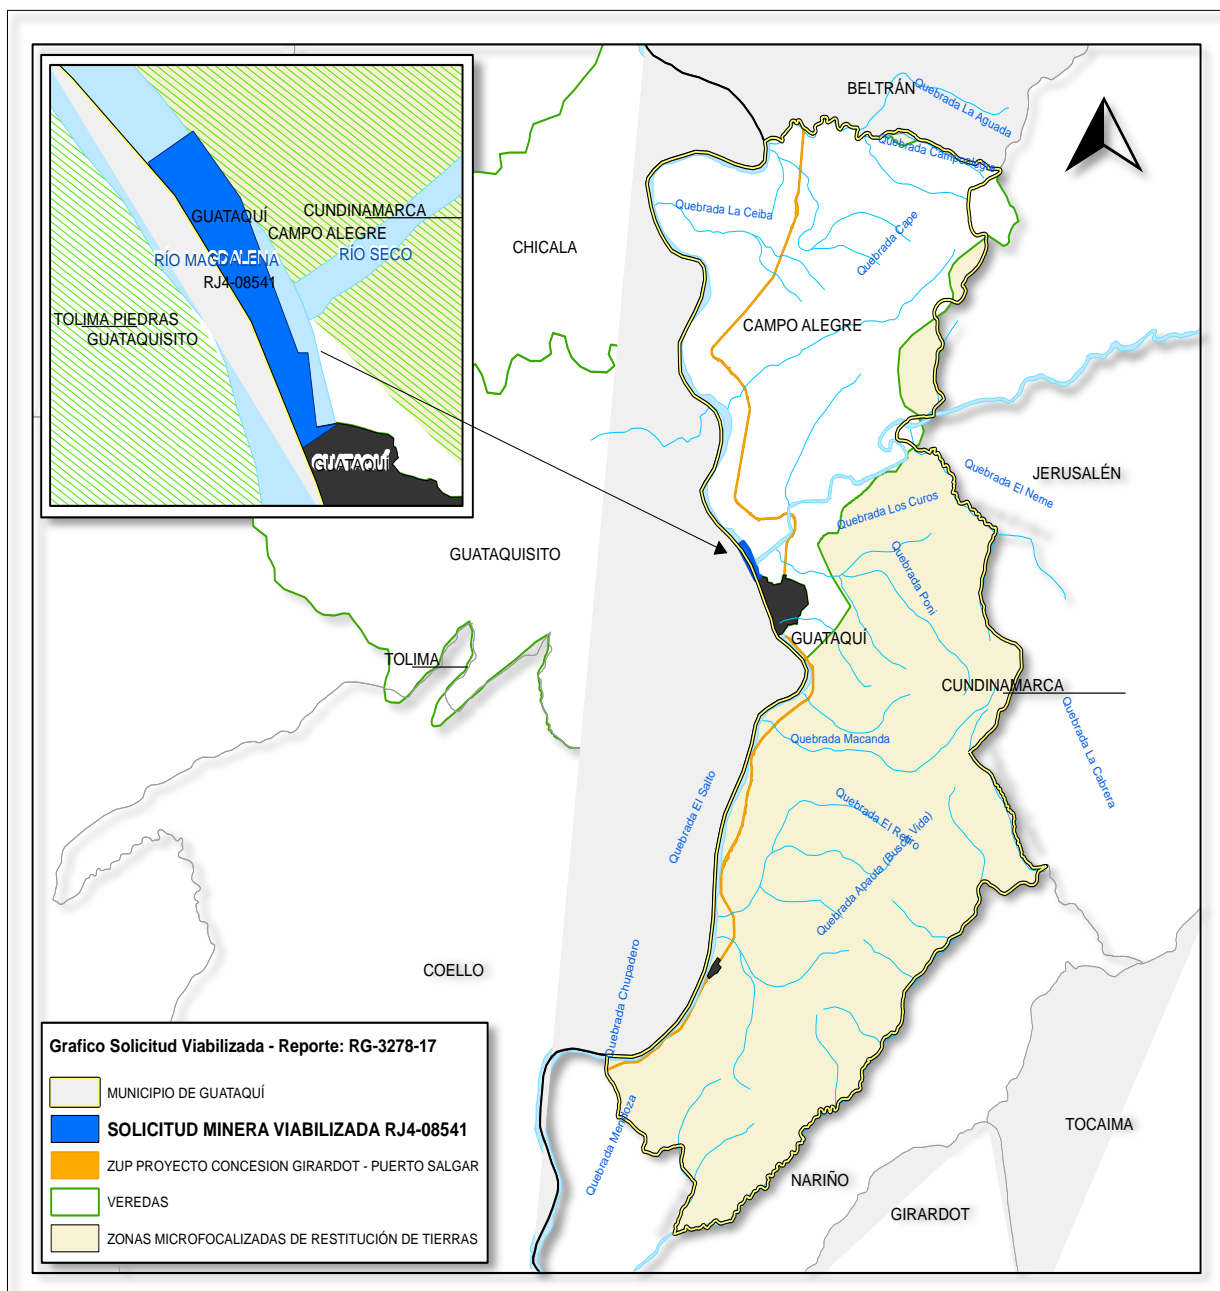 BELTRÁN
Quebrada La Aguada
Quebrada Campoalegre
Quebrada La Ceiba
Quebrada Cape
CHICALA
CAMPO ALEGRE
GUATAQUÍ
CUNDINAMARCA
CAMPO ALEGRE
RÍO MAGDALENA
RÍO SECO
RJ4-08541
TOLIMA PIEDRAS
GUATAQUISITO
GUATAQUÍ
JERUSALÉN
Quebrada El Neme
Quebrada Los Curos
Quebrada Poni
GUATAQUISITO
GUATAQUÍ
TOLIMA
CUNDINAMARCA
Quebrada La Cabrera
Quebrada Macanda
Quebrada El Salto
Quebrada El Retiro
Quebrada Apauta (Busca Vida)
COELLO
Quebrada Chupadero
Quebrada Mendoza
TOCAIMA
NARIÑO
GIRARDOT
Grafico Solicitud Viabilizada - Reporte: RG-3278-17
MUNICIPIO DE GUATAQUÍ
SOLICITUD MINERA VIABILIZADA RJ4-08541
ZUP PROYECTO CONCESION GIRARDOT - PUERTO SALGAR
VEREDAS
ZONAS MICROFOCALIZADAS DE RESTITUCIÓN DE TIERRAS